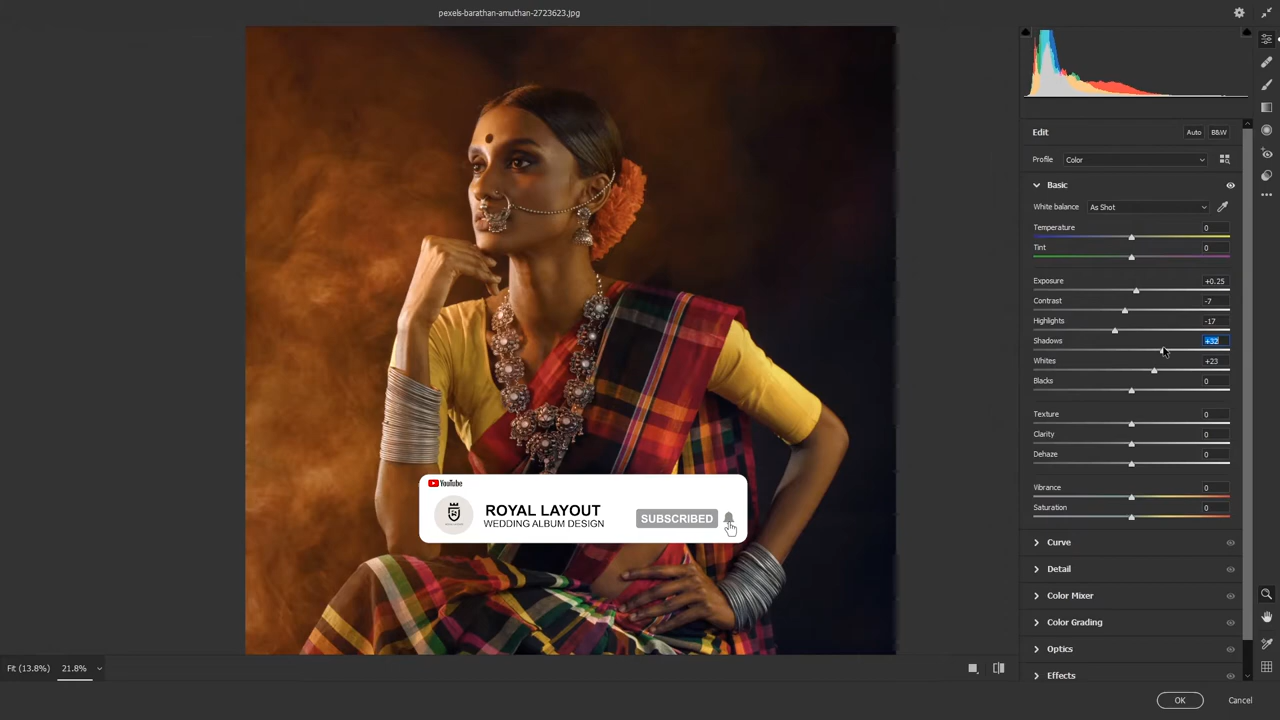 pexels-barathan-amuthan-2723623.jpg
Edit Auto B&W
Profile Color
Basic
White balance As Shot
Temperature 0
Tint 0
Exposure +0.25
Contrast -7
Highlights -17
Shadows +32
Whites +23
Blacks 0
Texture 0
Clarity 0
Dehaze 0
Vibrance 0
Saturation 0
Curve
Detail
Color Mixer
Color Grading
Optics
Effects
YouTube
ROYAL LAYOUT
WEDDING ALBUM DESIGN
SUBSCRIBED
Fit (13.8%) 21.8%
OK Cancel